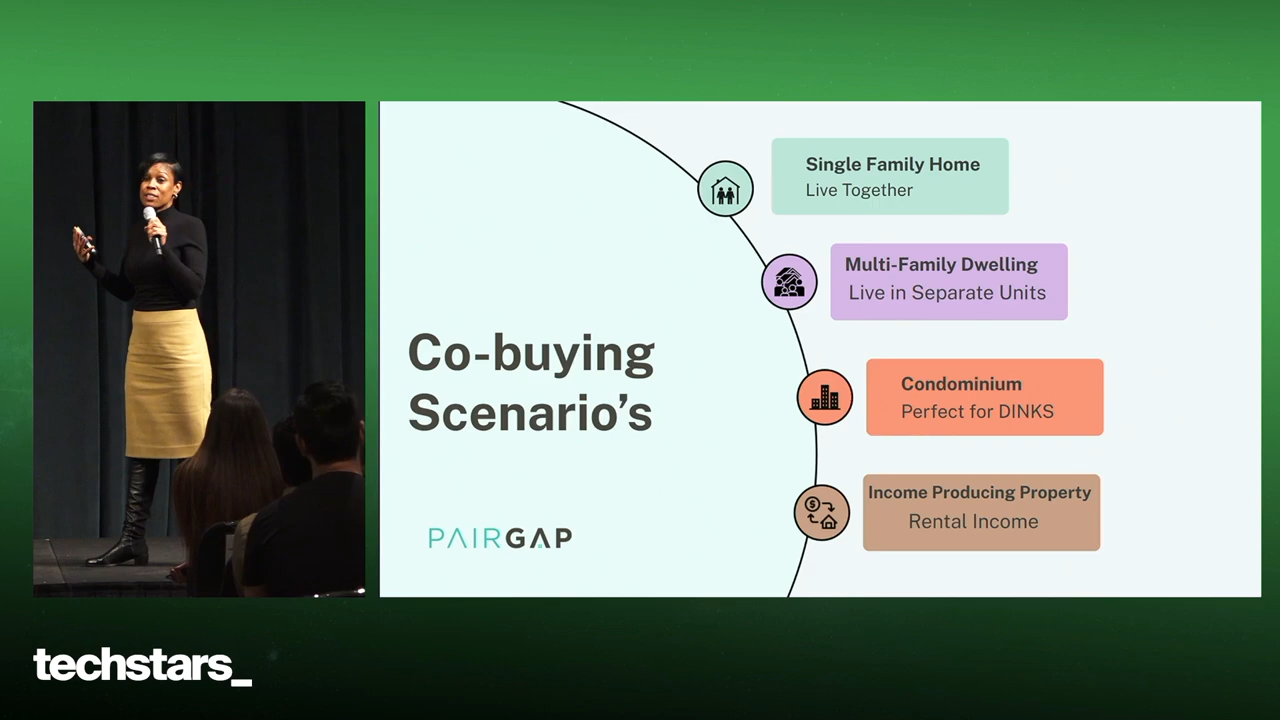 Co-buying
Scenario’s
PAIRGAP
Single Family Home
Live Together
Multi-Family Dwelling
Live in Separate Units
Condominium
Perfect for DINKS
Income Producing Property
Rental Income
techstars_